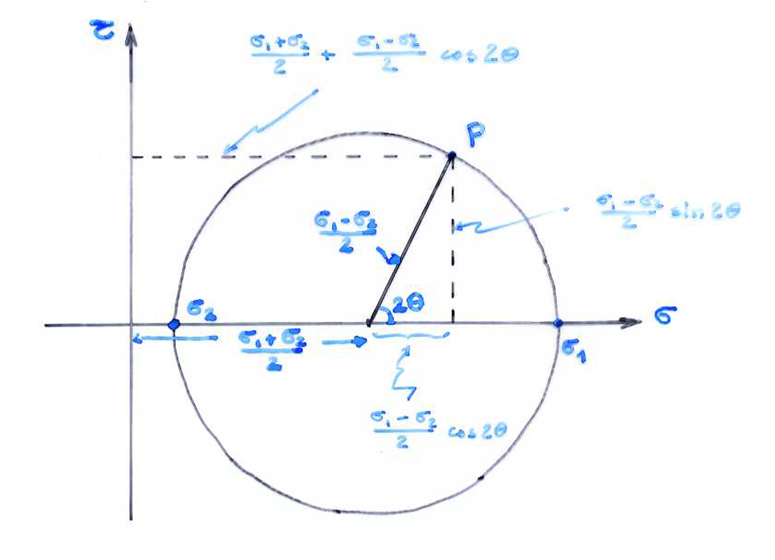 τ
(σ₁+σ₂)/2 + (σ₁-σ₂)/2 cos 2θ
P
(σ₁-σ₂)/2
(σ₁-σ₂)/2 sin 2θ
σ₂
2θ
σ
(σ₁+σ₂)/2
σ₁
(σ₁-σ₂)/2 cos 2θ